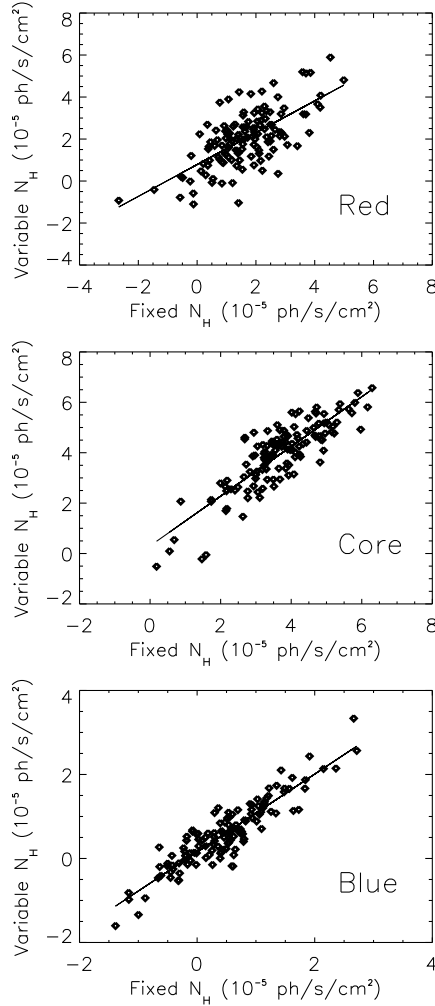 8
6
4
2
0
−2
−4
Variable N_H (10⁻⁵ ph/s/cm²)
Red
−4 −2 0 2 4 6 8
Fixed N_H (10⁻⁵ ph/s/cm²)
8
6
4
2
0
−2
Variable N_H (10⁻⁵ ph/s/cm²)
Core
−2 0 2 4 6 8
Fixed N_H (10⁻⁵ ph/s/cm²)
4
2
0
−2
Variable N_H (10⁻⁵ ph/s/cm²)
Blue
−2 0 2 4
Fixed N_H (10⁻⁵ ph/s/cm²)